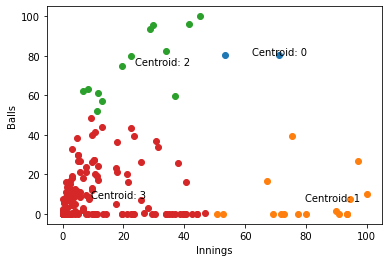 100
80
60
40
20
0
Balls
Centroid: 0
Centroid: 2
Centroid: 3
Centroid: 1
0 20 40 60 80 100
Innings